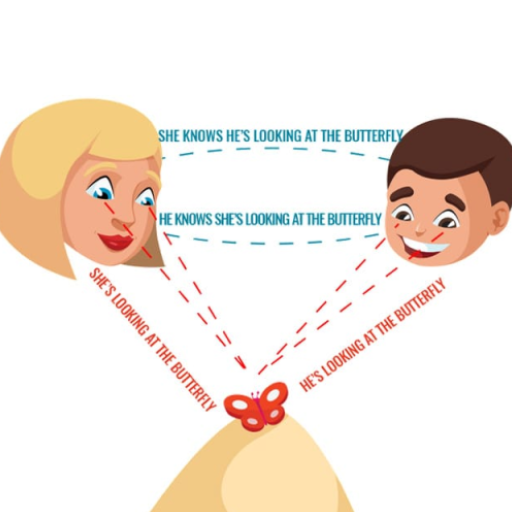 SHE KNOWS HE'S LOOKING AT THE BUTTERFLY
HE KNOWS SHE'S LOOKING AT THE BUTTERFLY
SHE'S LOOKING AT THE BUTTERFLY
HE'S LOOKING AT THE BUTTERFLY